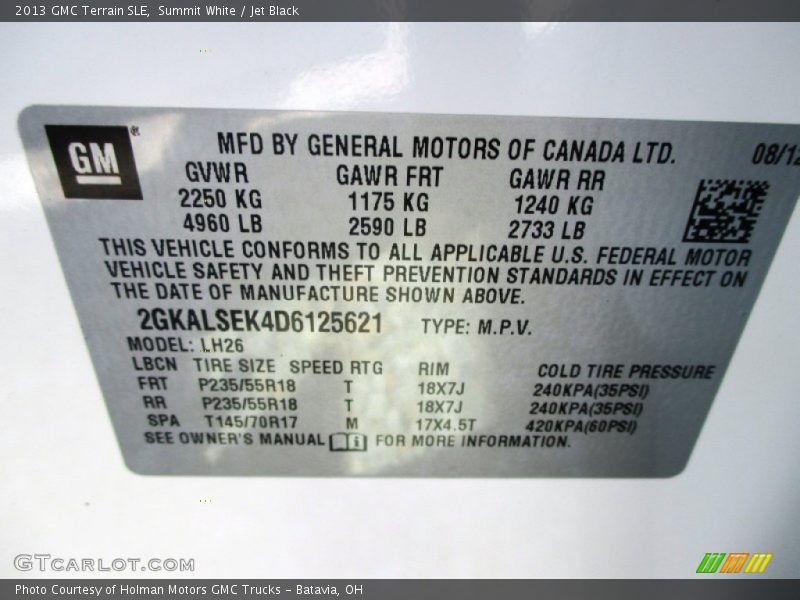 2013 GMC Terrain SLE, Summit White / Jet Black
GM®
MFD BY GENERAL MOTORS OF CANADA LTD. 08/12
GVWR GAWR FRT GAWR RR
2250 KG 1175 KG 1240 KG
4960 LB 2590 LB 2733 LB
THIS VEHICLE CONFORMS TO ALL APPLICABLE U.S. FEDERAL MOTOR
VEHICLE SAFETY AND THEFT PREVENTION STANDARDS IN EFFECT ON
THE DATE OF MANUFACTURE SHOWN ABOVE.
2GKALSEK4D6125621 TYPE: M.P.V.
MODEL: LH26
LBCN TIRE SIZE SPEED RTG RIM COLD TIRE PRESSURE
FRT P235/55R18 T 18X7J 240KPA(35PSI)
RR P235/55R18 T 18X7J 240KPA(35PSI)
SPA T145/70R17 M 17X4.5T 420KPA(60PSI)
SEE OWNER'S MANUAL FOR MORE INFORMATION.
GTCARLOT.COM
Photo Courtesy of Holman Motors GMC Trucks - Batavia, OH